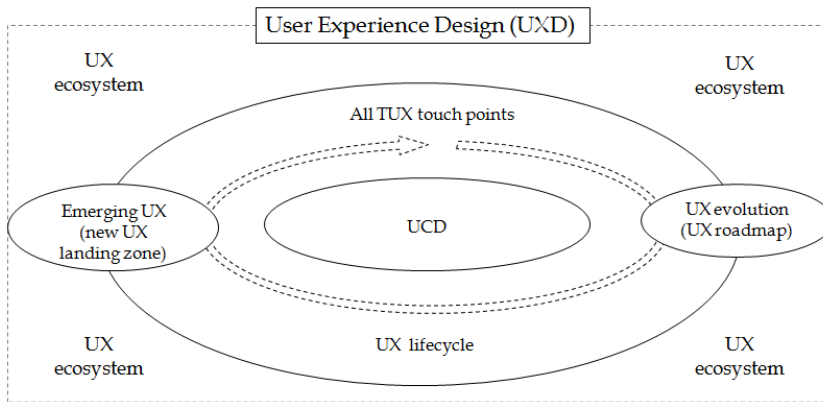 User Experience Design (UXD)
UX
ecosystem
UX
ecosystem
All TUX touch points
Emerging UX
(new UX
landing zone)
UCD
UX evolution
(UX roadmap)
UX
ecosystem
UX lifecycle
UX
ecosystem